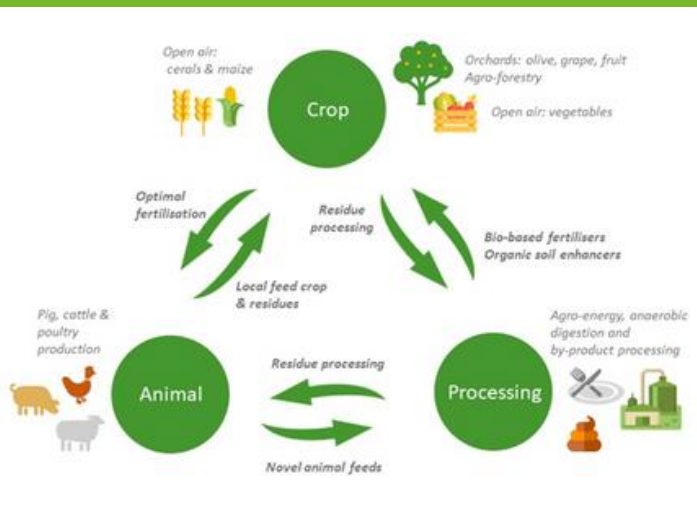 Open air:
cerals & maize
Crop
Orchards: olive, grape, fruit
Agro-forestry
Open air: vegetables
Optimal
fertilisation
Residue
processing
Bio-based fertilisers
Organic soil enhancers
Local feed crop
& residues
Pig, cattle &
poultry
production
Animal
Residue processing
Novel animal feeds
Processing
Agro-energy, anaerobic
digestion and
by-product processing